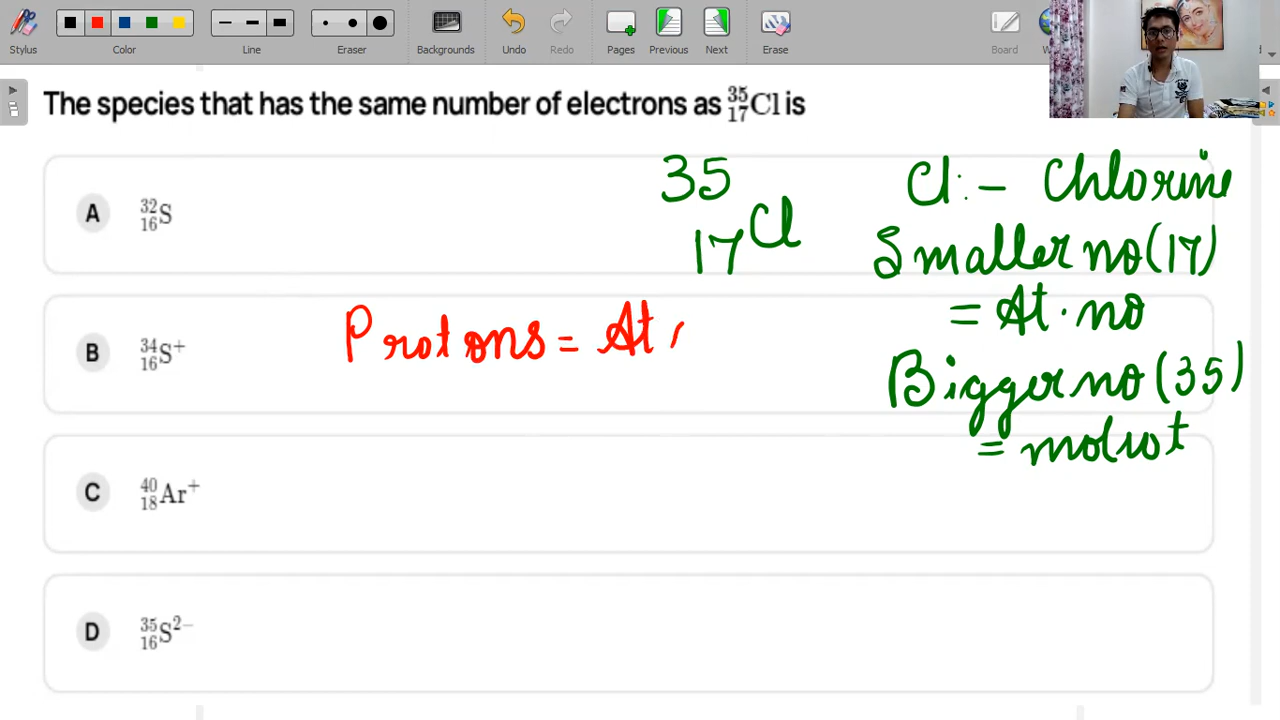 Stylus Color Line Eraser Backgrounds Undo Redo Pages Previous Next Erase Board
The species that has the same number of electrons as ³⁵₁₇Cl is
A ³²₁₆S
B ³⁴₁₆S⁺
C ⁴⁰₁₈Ar⁺
D ³⁵₁₆S²⁻
35
17 Cl
Protons = At
Cl :- Chlorine
Smaller no (17)
= At. no
Bigger no (35)
= mol wt